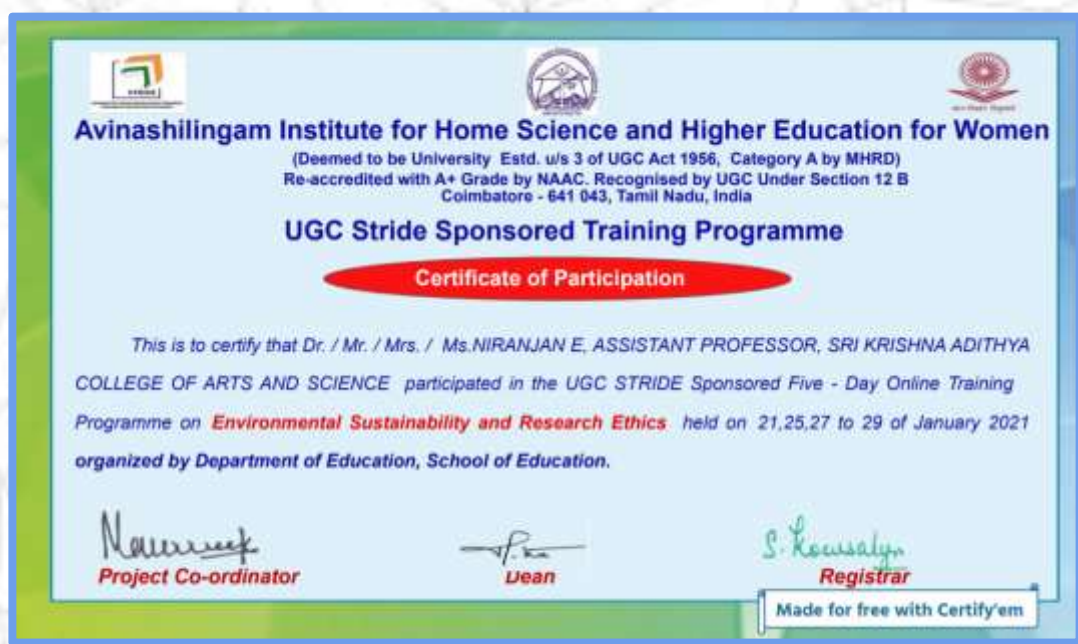 Avinashilingam Institute for Home Science and Higher Education for Women
(Deemed to be University Estd. u/s 3 of UGC Act 1956, Category A by MHRD)
Re-accredited with A+ Grade by NAAC. Recognised by UGC Under Section 12 B
Coimbatore - 641 043, Tamil Nadu, India
UGC Stride Sponsored Training Programme
Certificate of Participation
This is to certify that Dr. / Mr. / Mrs. / Ms.NIRANJAN E, ASSISTANT PROFESSOR, SRI KRISHNA ADITHYA
COLLEGE OF ARTS AND SCIENCE participated in the UGC STRIDE Sponsored Five - Day Online Training
Programme on Environmental Sustainability and Research Ethics held on 21,25,27 to 29 of January 2021
organized by Department of Education, School of Education.
S. Kowsalya
Project Co-ordinator
Dean
Registrar
Made for free with Certify'em